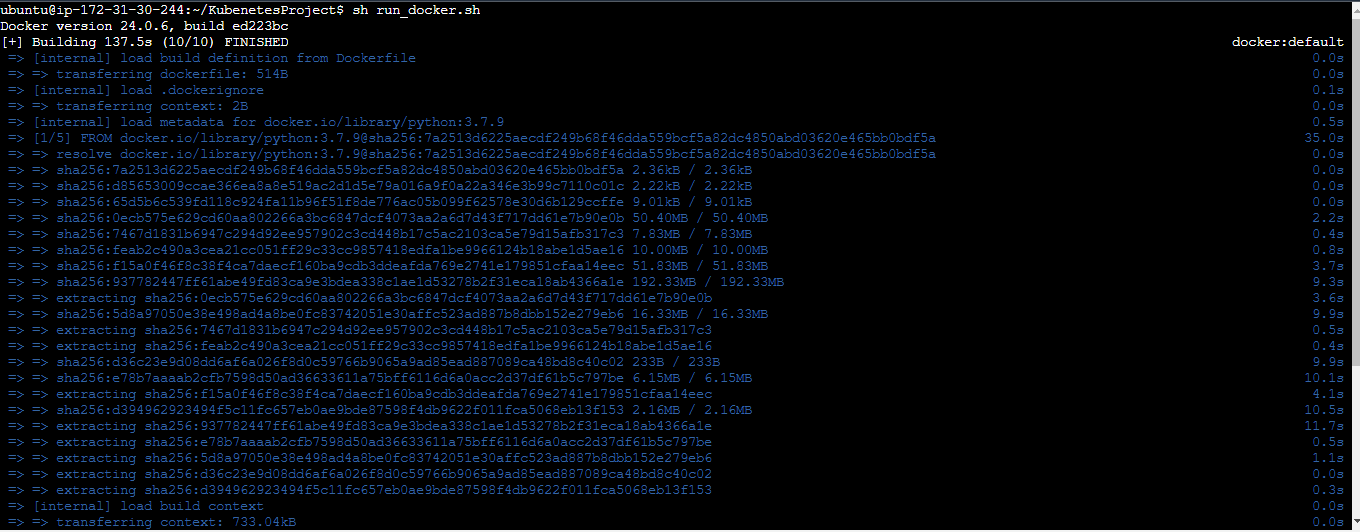 ubuntu@ip-172-31-30-244:~/KubenetesProject$ sh run_docker.sh
Docker version 24.0.6, build ed223bc
[+] Building 137.5s (10/10) FINISHED docker:default
=> [internal] load build definition from Dockerfile 0.0s
=> => transferring dockerfile: 514B 0.0s
=> [internal] load .dockerignore 0.1s
=> => transferring context: 2B 0.0s
=> [internal] load metadata for docker.io/library/python:3.7.9 0.5s
=> [1/5] FROM docker.io/library/python:3.7.9@sha256:7a2513d6225aecdf249b68f46dda559bcf5a82dc4850abd03620e465bb0bdf5a 35.0s
=> => resolve docker.io/library/python:3.7.9@sha256:7a2513d6225aecdf249b68f46dda559bcf5a82dc4850abd03620e465bb0bdf5a 0.0s
=> => sha256:7a2513d6225aecdf249b68f46dda559bcf5a82dc4850abd03620e465bb0bdf5a 2.36kB / 2.36kB 0.0s
=> => sha256:d85653009ccae366ea8a8e519ac2d1d5e79a016a9f0a22a346e3b99c7110c01c 2.22kB / 2.22kB 0.0s
=> => sha256:65d5b6c539fd118c924fa11b96f51f8de776ac05b099f62578e30d6b129ccffe 9.01kB / 9.01kB 0.0s
=> => sha256:0ecb575e629cd60aa802266a3bc6847dcf4073aa2a6d7d43f717dd61e7b90e0b 50.40MB / 50.40MB 2.2s
=> => sha256:7467d1831b6947c294d92ee957902c3cd448b17c5ac2103ca5e79d15afb317c3 7.83MB / 7.83MB 0.4s
=> => sha256:feab2c490a3cea21cc051ff29c33cc9857418edfa1be9966124b18abe1d5ae16 10.00MB / 10.00MB 0.8s
=> => sha256:f15a0f46f8c38f4ca7daecf160ba9cdb3ddeafda769e2741e179851cfaa14eec 51.83MB / 51.83MB 3.7s
=> => sha256:937782447ff61abe49fd83ca9e3bdea338c1ae1d53278b2f31eca18ab4366a1e 192.33MB / 192.33MB 9.3s
=> => extracting sha256:0ecb575e629cd60aa802266a3bc6847dcf4073aa2a6d7d43f717dd61e7b90e0b 3.6s
=> => sha256:5d8a97050e38e498ad4a8be0fc83742051e30affc523ad887b8dbb152e279eb6 16.33MB / 16.33MB 9.9s
=> => extracting sha256:7467d1831b6947c294d92ee957902c3cd448b17c5ac2103ca5e79d15afb317c3 0.5s
=> => extracting sha256:feab2c490a3cea21cc051ff29c33cc9857418edfa1be9966124b18abe1d5ae16 0.4s
=> => sha256:d36c23e9d08dd6af6a026f8d0c59766b9065a9ad85ead887089ca48bd8c40c02 233B / 233B 9.9s
=> => sha256:e78b7aaaab2cfb7598d50ad36633611a75bff6116d6a0acc2d37df61b5c797be 6.15MB / 6.15MB 10.1s
=> => extracting sha256:f15a0f46f8c38f4ca7daecf160ba9cdb3ddeafda769e2741e179851cfaa14eec 4.1s
=> => sha256:d394962923494f5c11fc657eb0ae9bde87598f4db9622f011fca5068eb13f153 2.16MB / 2.16MB 10.5s
=> => extracting sha256:937782447ff61abe49fd83ca9e3bdea338c1ae1d53278b2f31eca18ab4366a1e 11.7s
=> => extracting sha256:e78b7aaaab2cfb7598d50ad36633611a75bff6116d6a0acc2d37df61b5c797be 0.5s
=> => extracting sha256:5d8a97050e38e498ad4a8be0fc83742051e30affc523ad887b8dbb152e279eb6 1.1s
=> => extracting sha256:d36c23e9d08dd6af6a026f8d0c59766b9065a9ad85ead887089ca48bd8c40c02 0.0s
=> => extracting sha256:d394962923494f5c11fc657eb0ae9bde87598f4db9622f011fca5068eb13f153 0.3s
=> [internal] load build context 0.0s
=> => transferring context: 733.04kB 0.0s